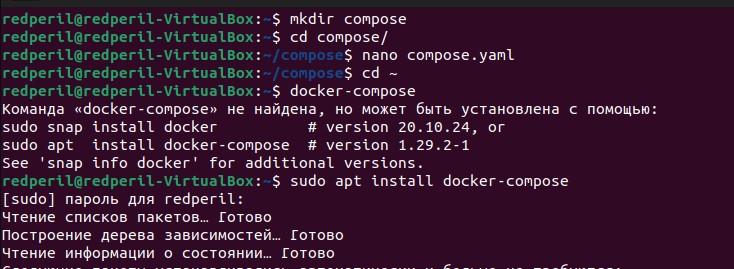 redperil@redperil-VirtualBox:~$ mkdir compose
redperil@redperil-VirtualBox:~$ cd compose/
redperil@redperil-VirtualBox:~/compose$ nano compose.yaml
redperil@redperil-VirtualBox:~/compose$ cd ~
redperil@redperil-VirtualBox:~$ docker-compose
Команда «docker-compose» не найдена, но может быть установлена с помощью:
sudo snap install docker          # version 20.10.24, or
sudo apt  install docker-compose  # version 1.29.2-1
See 'snap info docker' for additional versions.
redperil@redperil-VirtualBox:~$ sudo apt install docker-compose
[sudo] пароль для redperil:
Чтение списков пакетов… Готово
Построение дерева зависимостей… Готово
Чтение информации о состоянии… Готово